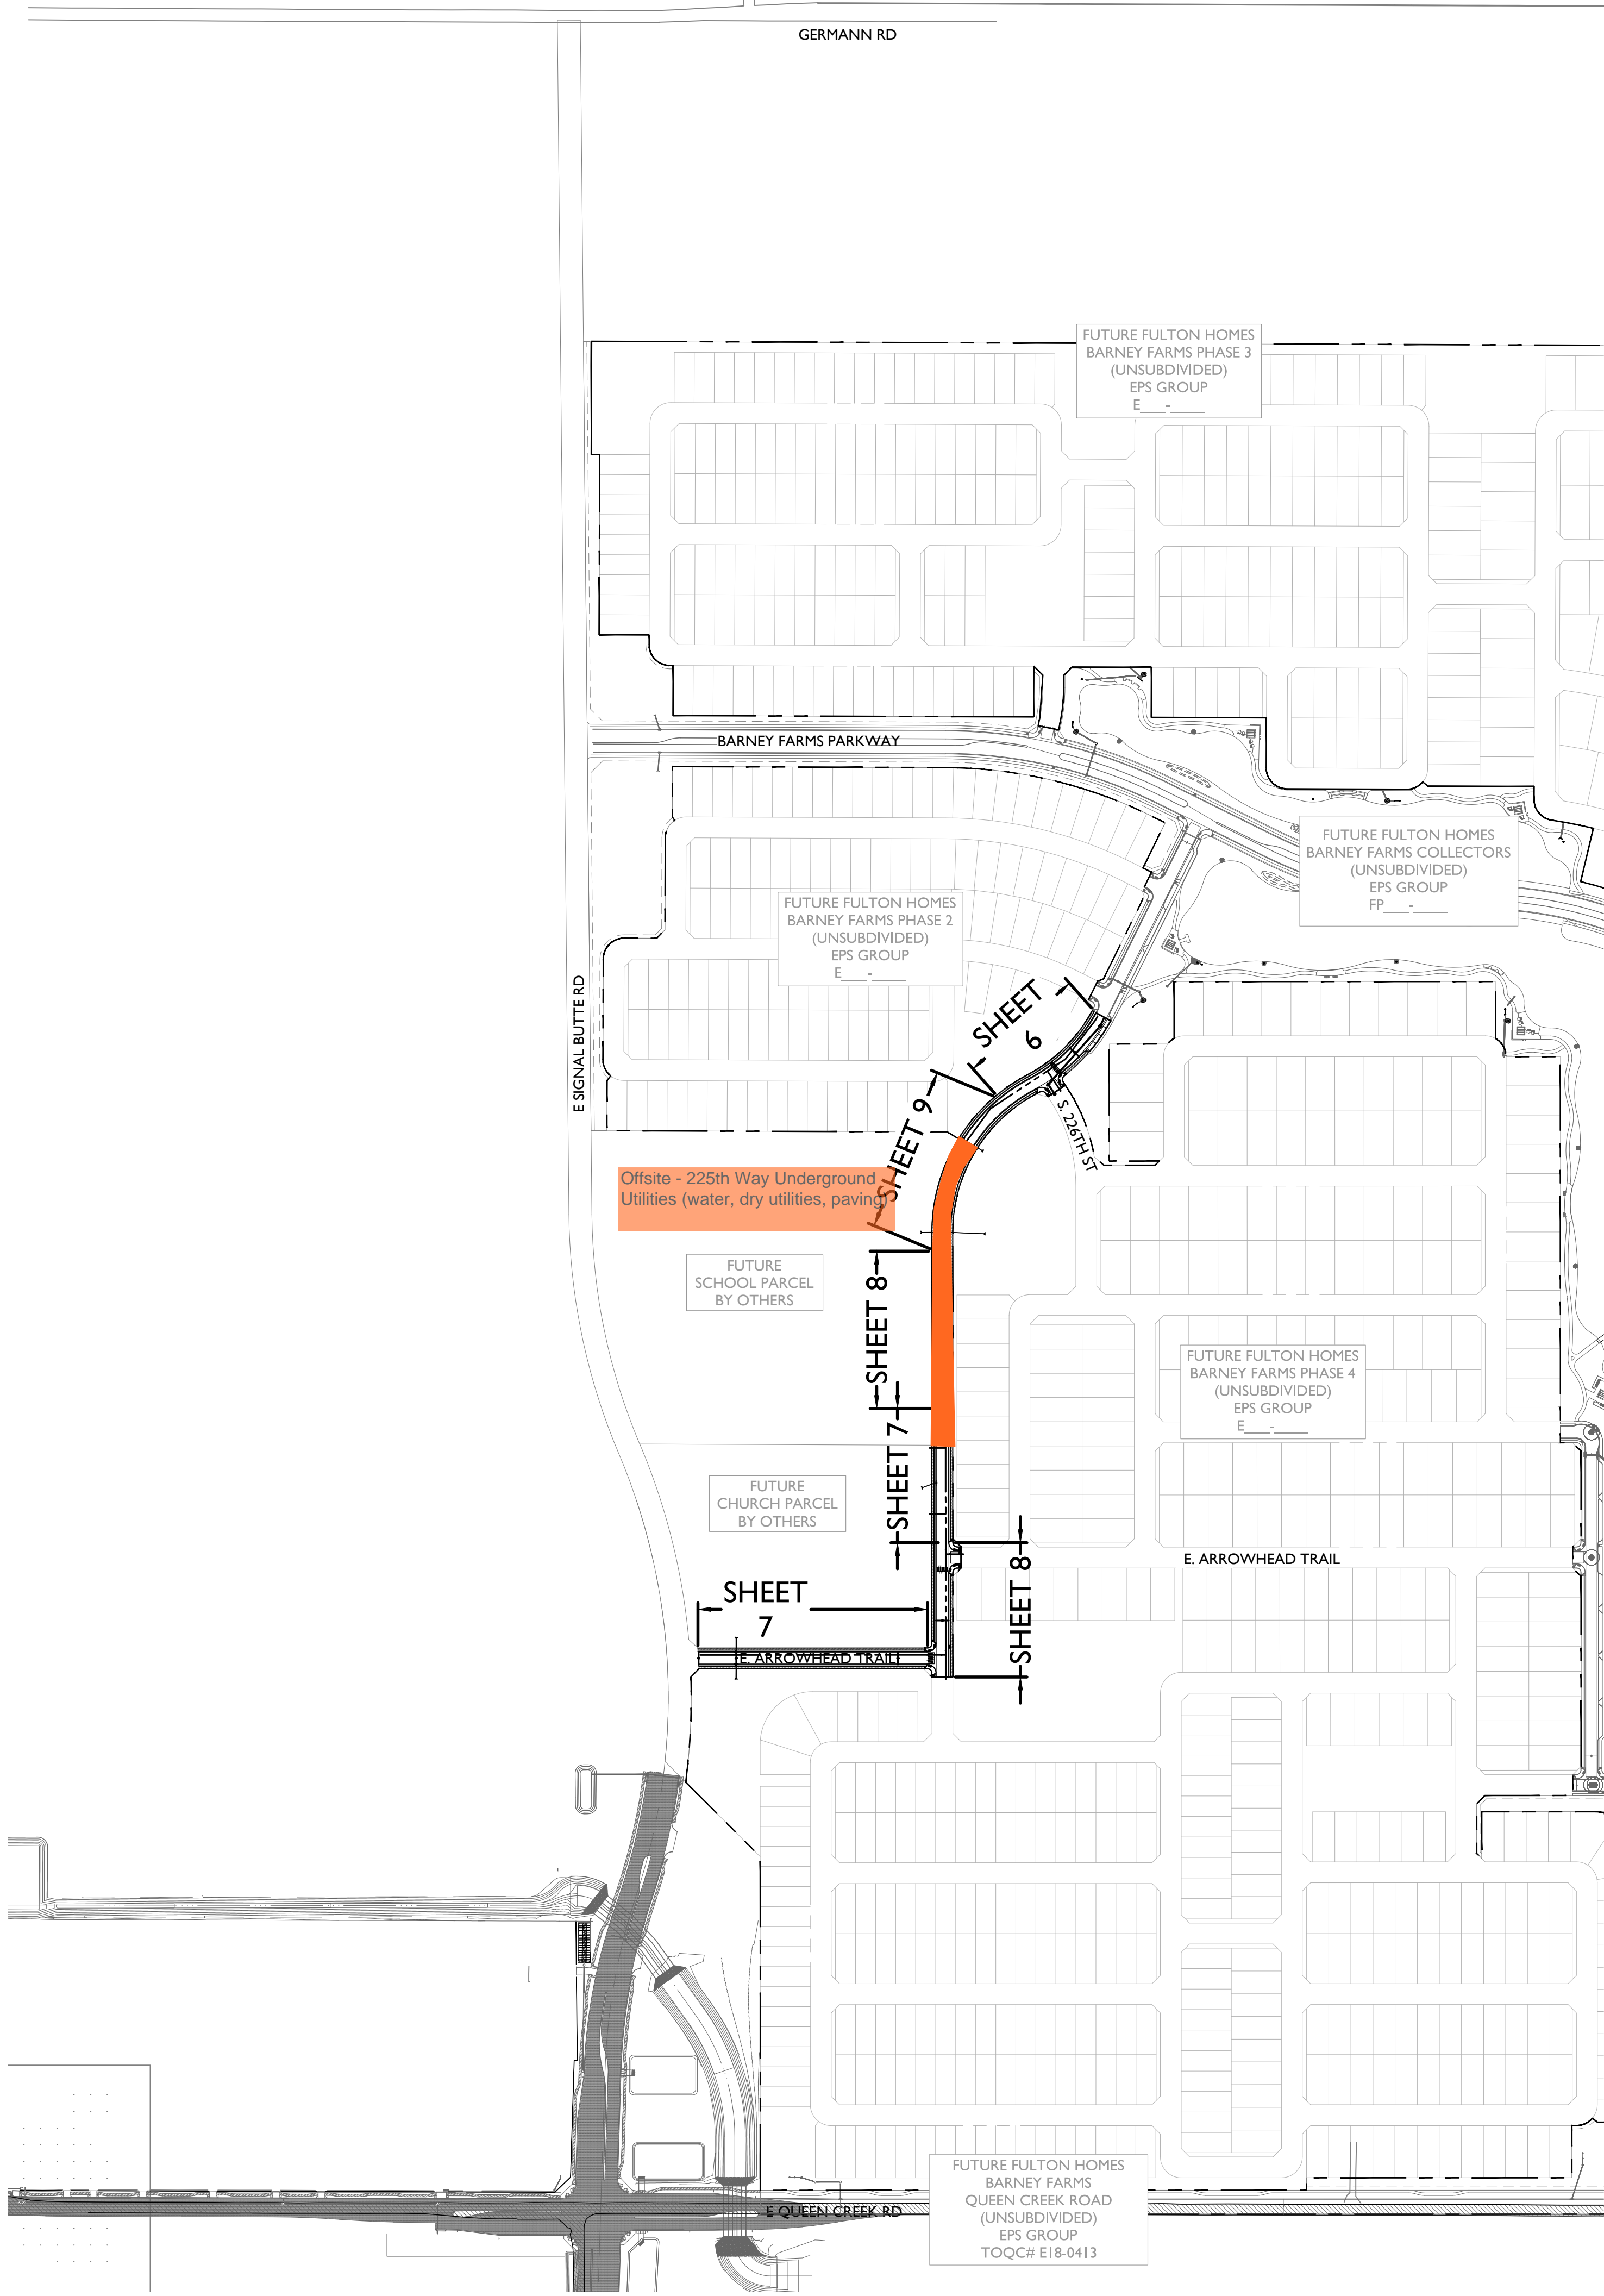 GERMANN RD
FUTURE FULTON HOMES
BARNEY FARMS PHASE 3
(UNSUBDIVIDED)
EPS GROUP
E___-____
BARNEY FARMS PARKWAY
FUTURE FULTON HOMES
BARNEY FARMS COLLECTORS
(UNSUBDIVIDED)
EPS GROUP
FP___-____
FUTURE FULTON HOMES
BARNEY FARMS PHASE 2
(UNSUBDIVIDED)
EPS GROUP
E___-____
E SIGNAL BUTTE RD
SHEET
6
SHEET 9
S. 226TH ST
Offsite - 225th Way Underground
Utilities (water, dry utilities, paving)
FUTURE
SCHOOL PARCEL
BY OTHERS
SHEET 8
FUTURE FULTON HOMES
BARNEY FARMS PHASE 4
(UNSUBDIVIDED)
EPS GROUP
E___-____
SHEET 7
FUTURE
CHURCH PARCEL
BY OTHERS
E. ARROWHEAD TRAIL
SHEET 8
SHEET
7
E. ARROWHEAD TRAIL
FUTURE FULTON HOMES
BARNEY FARMS
QUEEN CREEK ROAD
(UNSUBDIVIDED)
EPS GROUP
TOQC# E18-0413
E QUEEN CREEK RD